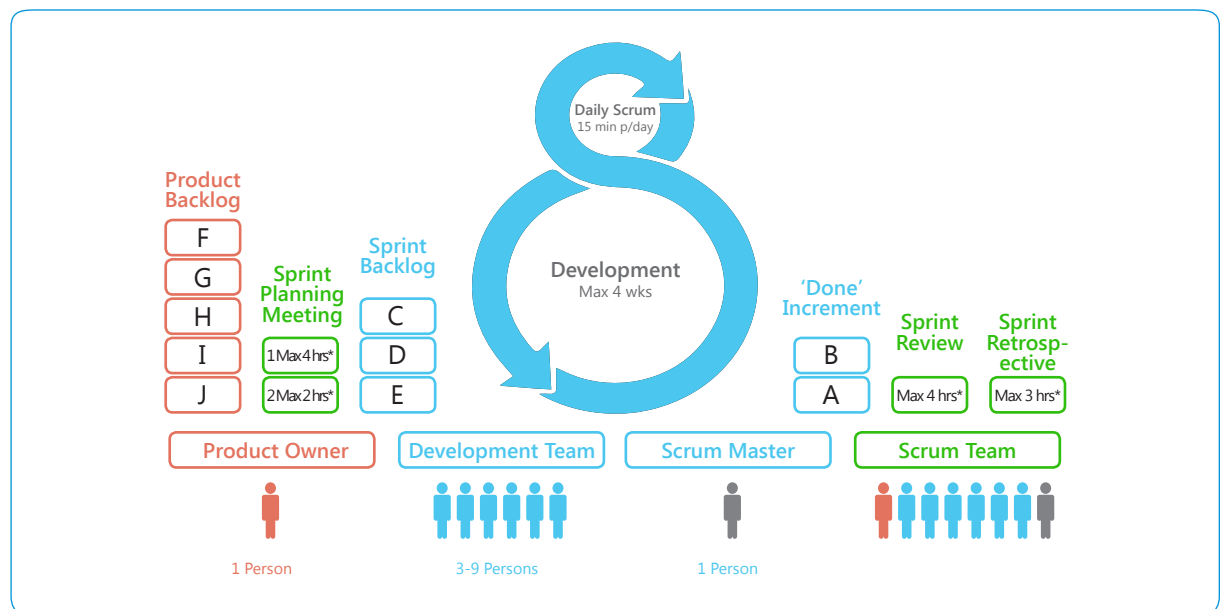 Daily Scrum
15 min p/day
Product
Backlog
F
G
H
I
J
Sprint
Planning
Meeting
1 Max 4 hrs*
2 Max 2 hrs*
Sprint
Backlog
C
D
E
Development
Max 4 wks
‘Done’
Increment
B
A
Sprint
Review
Max 4 hrs*
Sprint
Retrosp-
ective
Max 3 hrs*
Product Owner
Development Team
Scrum Master
Scrum Team
1 Person
3-9 Persons
1 Person